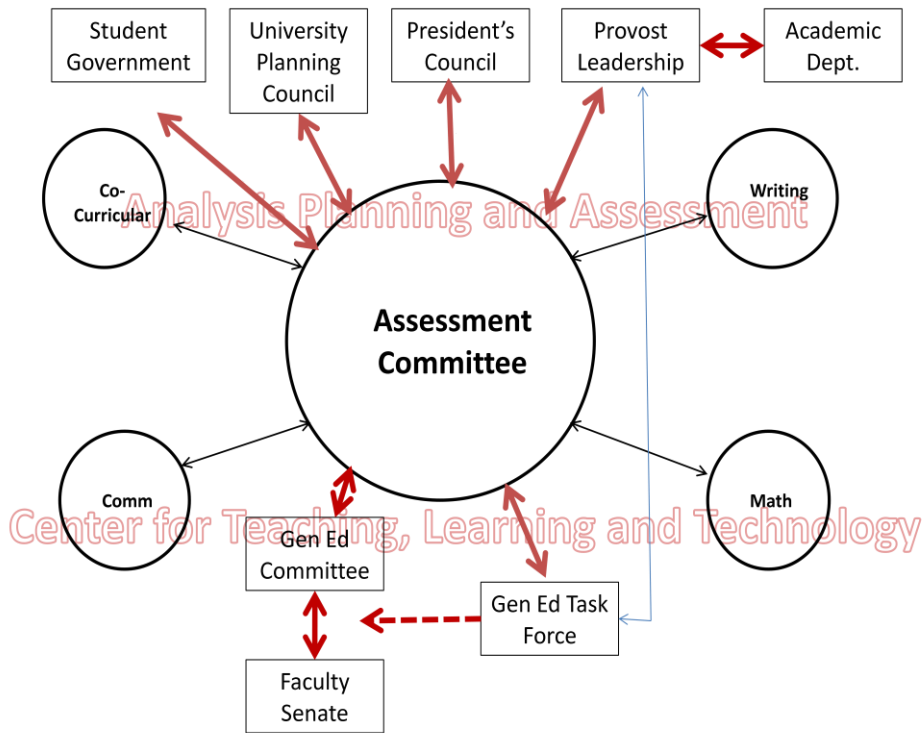 Student
Government
University
Planning
Council
President’s
Council
Provost
Leadership
Academic
Dept.
Co-
Curricular
Writing
Analysis Planning and Assessment
Assessment
Committee
Comm
Math
Center for Teaching, Learning and Technology
Gen Ed
Committee
Gen Ed Task
Force
Faculty
Senate